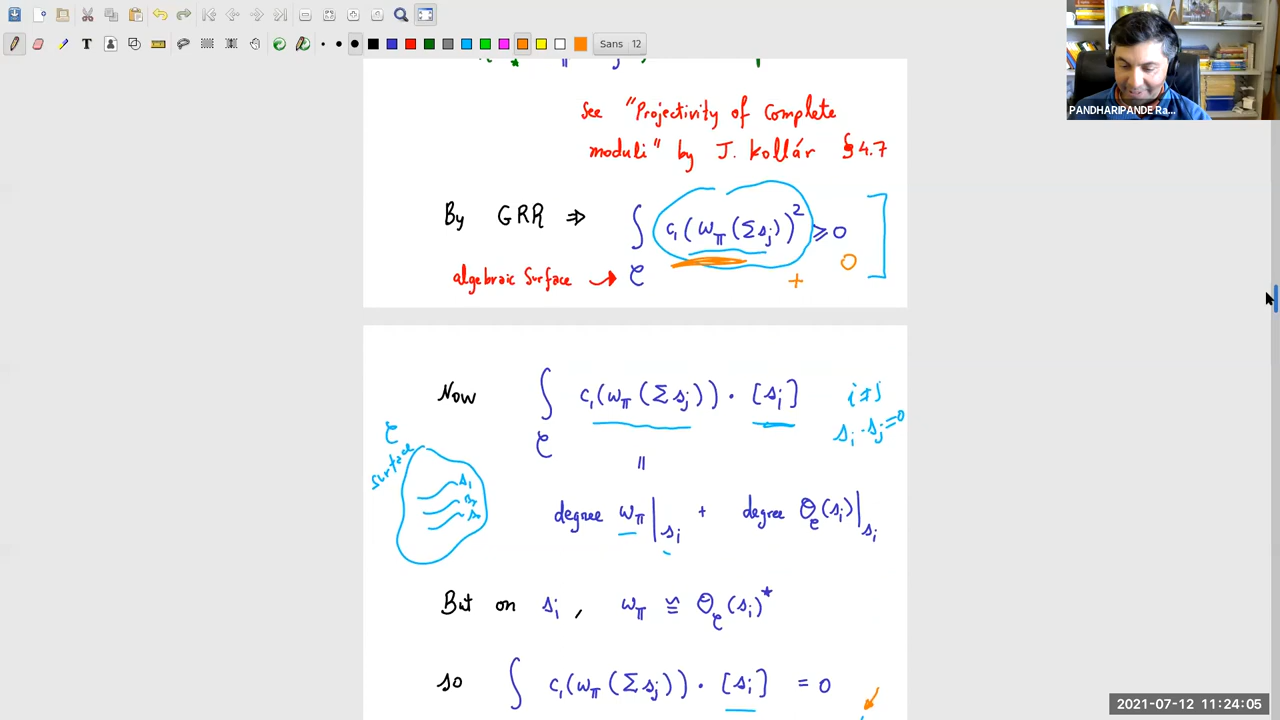 Sans 12
PANDHARIPANDE Ra...
See "Projectivity of Complete
moduli" by J. Kollár §4.7
By GRR ⇒ ∫ c₁(ω_π(Σs_j))² ≥ 0
0
algebraic Surface → 𝒞
+
Now ∫ c₁(ω_π(Σs_j)) · [s_i] i≠j
s_i · s_j = 0
𝒞
𝒞
surface
s₁
=
degree ω_π|_{s_i} + degree 𝒪_𝒞(s_i)|_{s_i}
But on s_i, ω_π ≅ 𝒪_𝒞(s_i)*
so ∫ c₁(ω_π(Σs_j)) · [s_i] = 0
2021-07-12 11:24:05